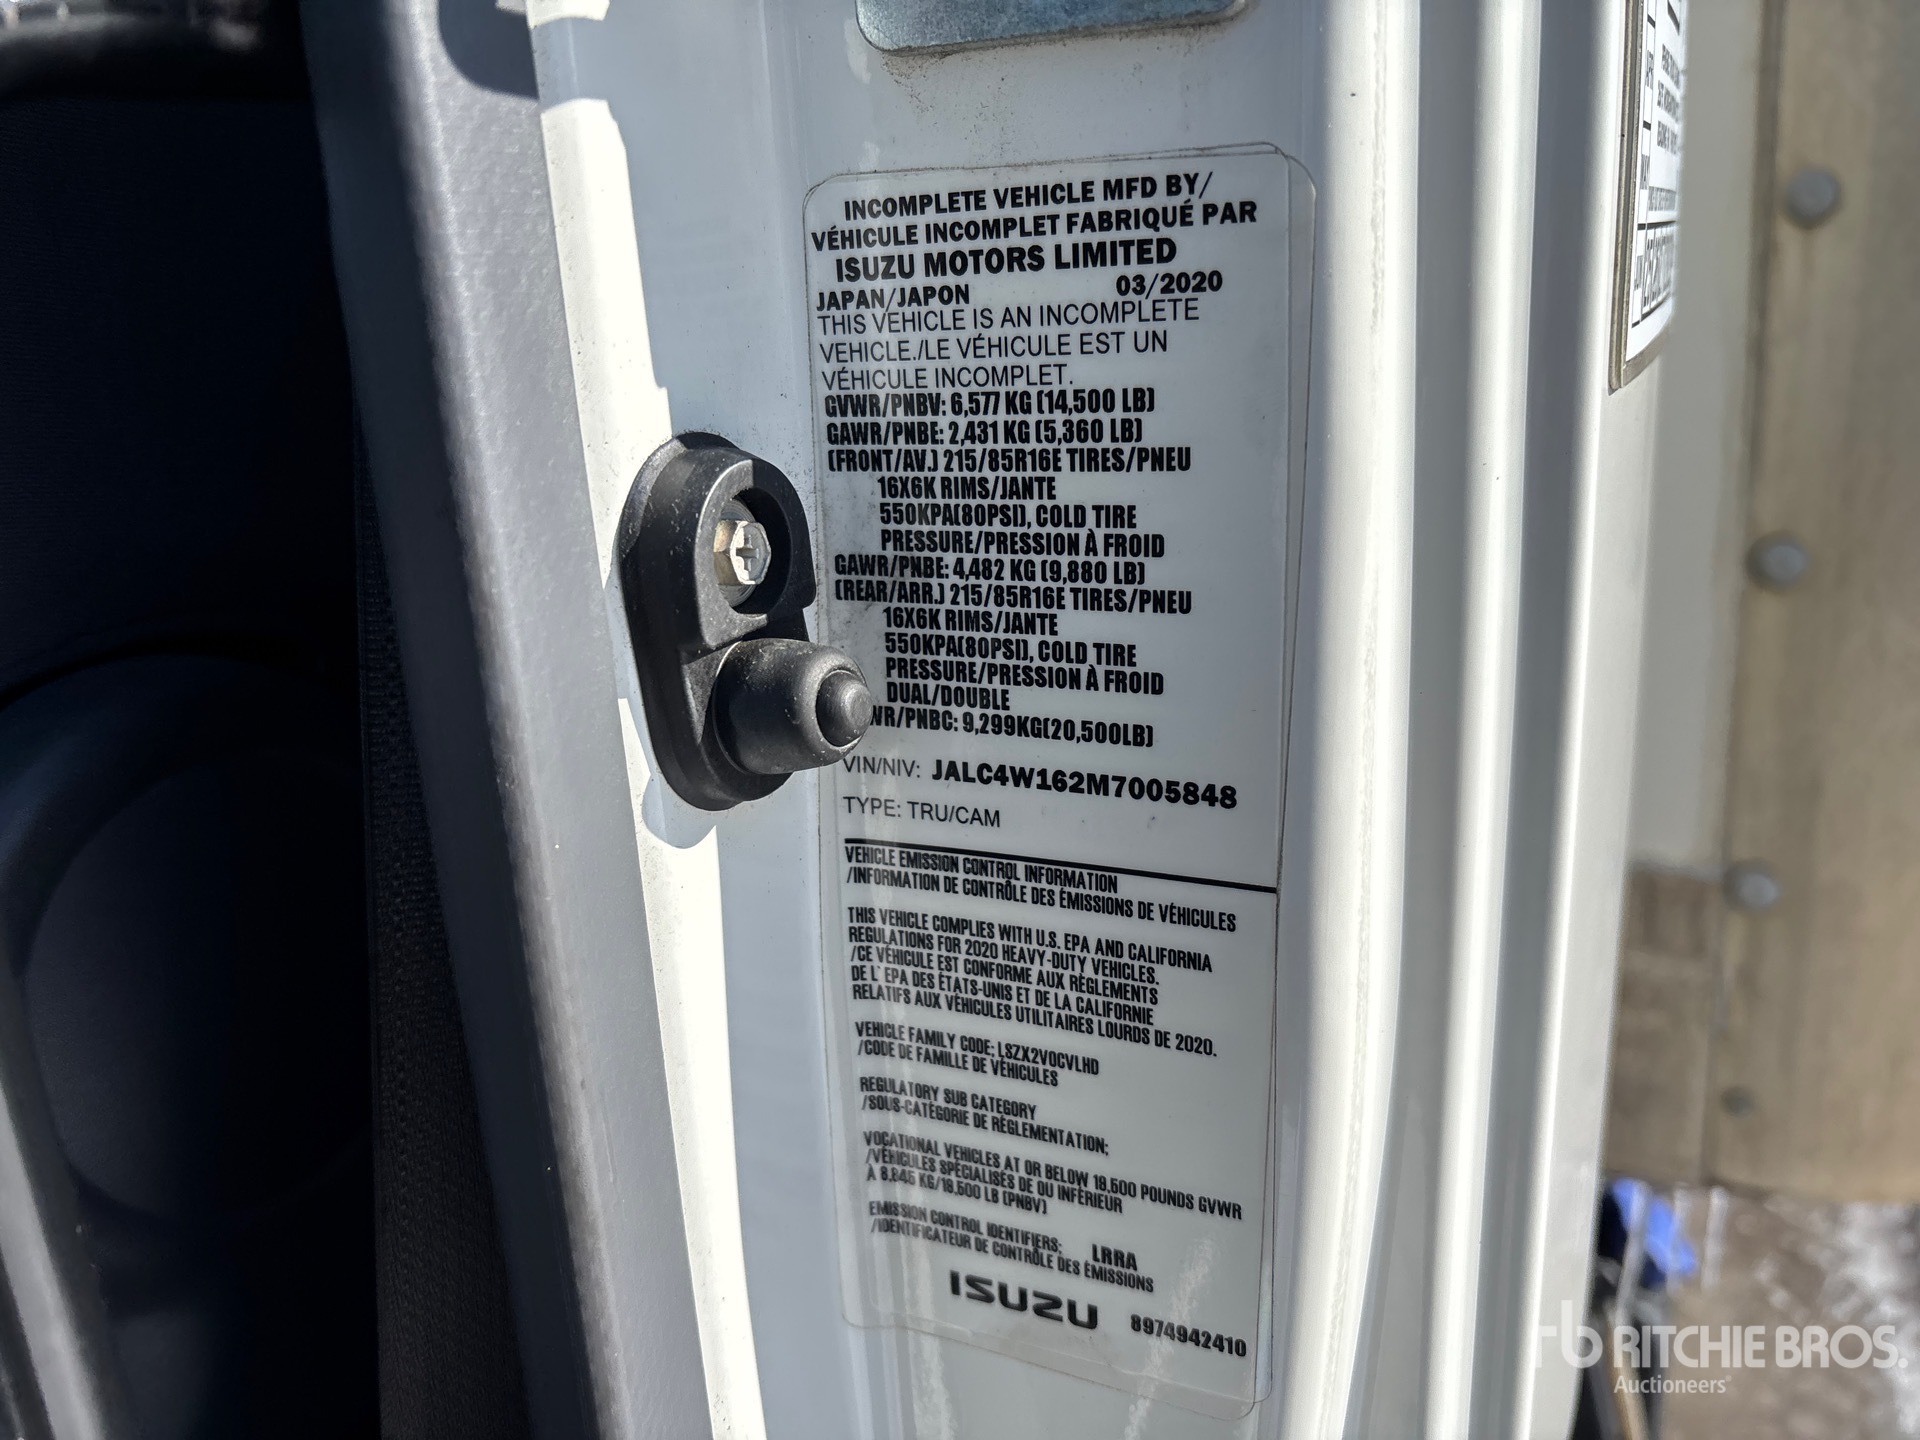 INCOMPLETE VEHICLE MFD BY/
VÉHICULE INCOMPLET FABRIQUÉ PAR
ISUZU MOTORS LIMITED
JAPAN/JAPON 03/2020
THIS VEHICLE IS AN INCOMPLETE
VEHICLE./LE VÉHICULE EST UN
VÉHICULE INCOMPLET.
GVWR/PNBV: 6,577 KG (14,500 LB)
GAWR/PNBE: 2,431 KG (5,360 LB)
(FRONT/AV.) 215/85R16E TIRES/PNEU
16X6K RIMS/JANTE
550KPA(80PSI), COLD TIRE
PRESSURE/PRESSION À FROID
GAWR/PNBE: 4,482 KG (9,880 LB)
(REAR/ARR.) 215/85R16E TIRES/PNEU
16X6K RIMS/JANTE
550KPA(80PSI), COLD TIRE
PRESSURE/PRESSION À FROID
DUAL/DOUBLE
WR/PNBC: 9,299KG(20,500LB)
VIN/NIV: JALC4W162M7005848
TYPE: TRU/CAM
VEHICLE EMISSION CONTROL INFORMATION
/INFORMATION DE CONTRÔLE DES ÉMISSIONS DE VÉHICULES
THIS VEHICLE COMPLIES WITH U.S. EPA AND CALIFORNIA
REGULATIONS FOR 2020 HEAVY-DUTY VEHICLES.
/CE VÉHICULE EST CONFORME AUX RÈGLEMENTS
DE L'EPA DES ÉTATS-UNIS ET DE LA CALIFORNIE
RELATIFS AUX VÉHICULES UTILITAIRES LOURDS DE 2020.
VEHICLE FAMILY CODE: LSZX2VOCVLHD
/CODE DE FAMILLE DE VÉHICULES
REGULATORY SUB CATEGORY
/SOUS-CATÉGORIE DE RÉGLEMENTATION:
VOCATIONAL VEHICLES AT OR BELOW 19,500 POUNDS GVWR
/VÉHICULES SPÉCIALISÉS DE OU INFÉRIEUR
À 8,845 KG/19,500 LB (PNBV)
EMISSION CONTROL IDENTIFIERS: LRRA
/IDENTIFICATEUR DE CONTRÔLE DES ÉMISSIONS
ISUZU 8974942410
rb RITCHIE BROS.
Auctioneers